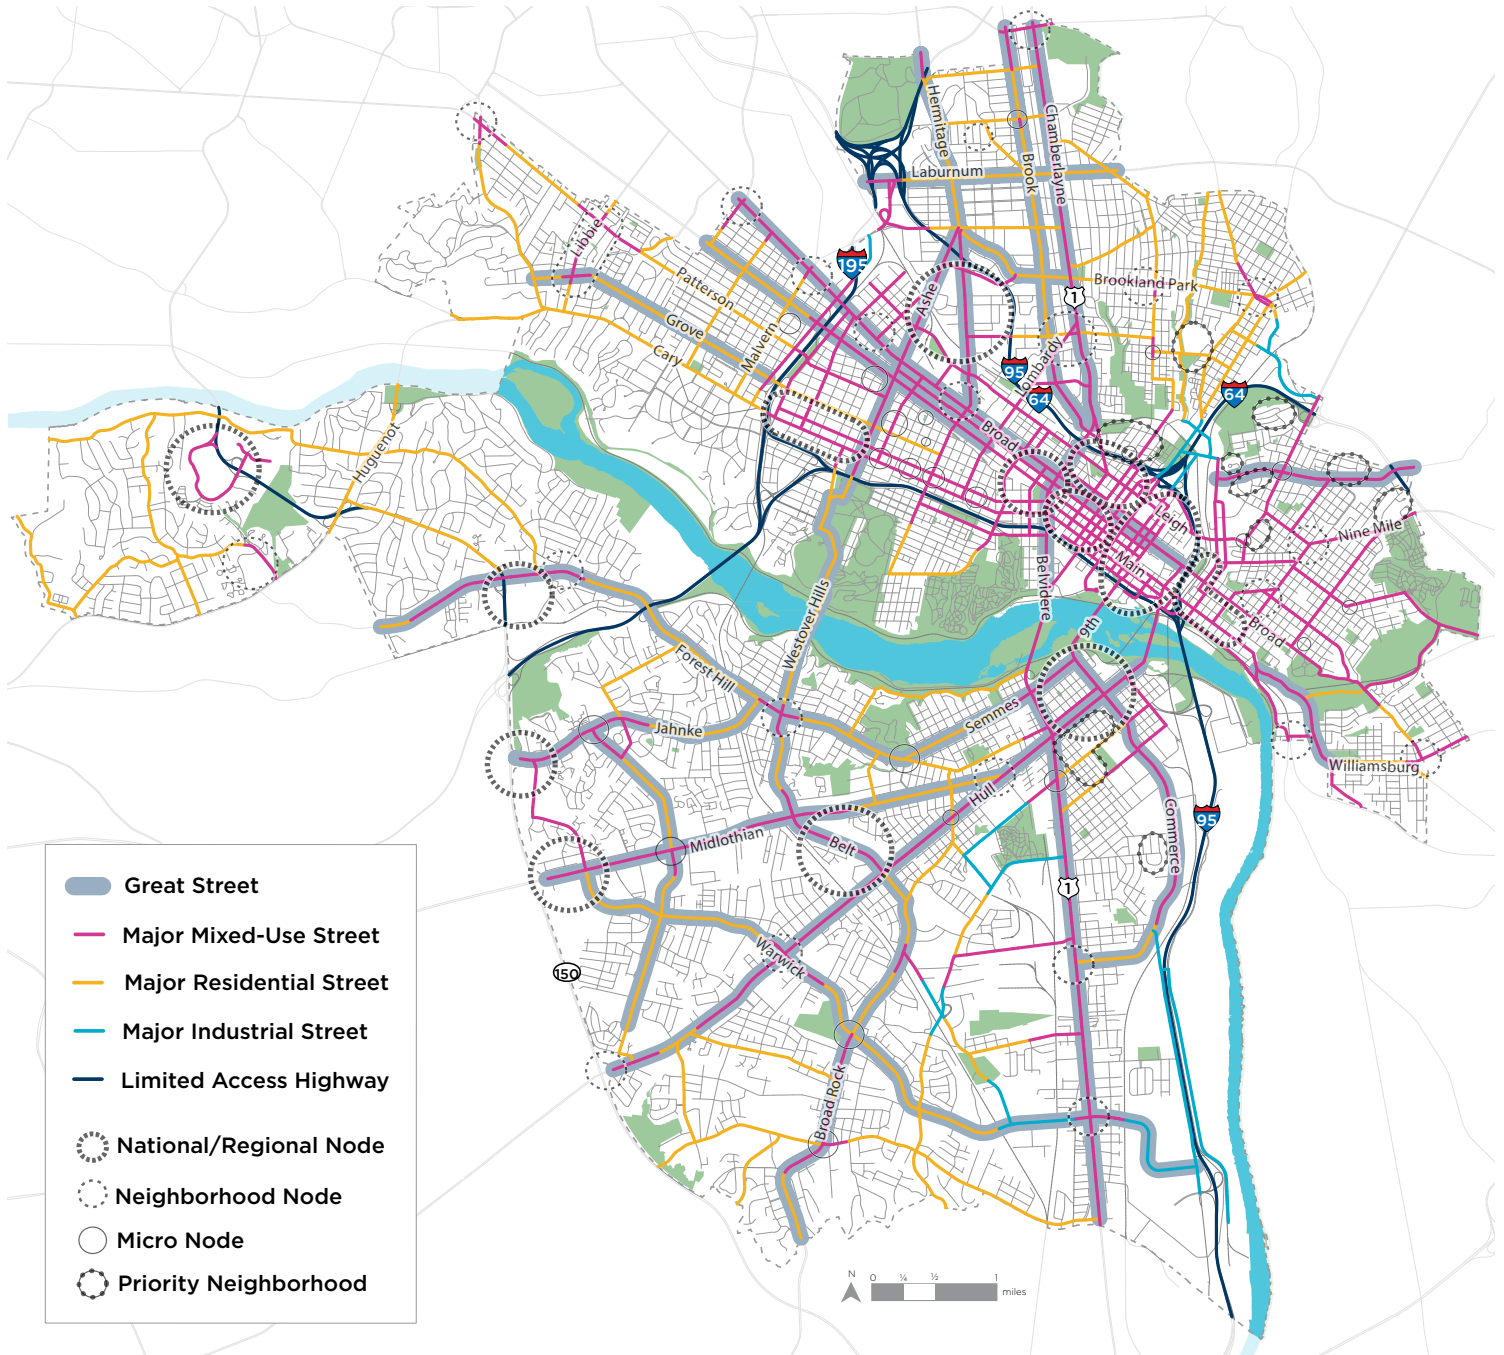 Hermitage
Chamberlayne
Brook
Laburnum
Libbie
195
Patterson
Ashe
1
Brookland Park
Grove
Malvern
Cary
Lombardy
95
64
64
Huguenot
Broad
Leigh
Nine Mile
Main
Belvidere
Westover Hills
9th
Broad
Forest Hill
Semmes
Jahnke
Williamsburg
Hull
Commerce
95
Midlothian
Belt
1
Warwick
150
Broad Rock
Great Street
Major Mixed-Use Street
Major Residential Street
Major Industrial Street
Limited Access Highway
National/Regional Node
Neighborhood Node
Micro Node
Priority Neighborhood
N
0 ¼ ½ 1
miles